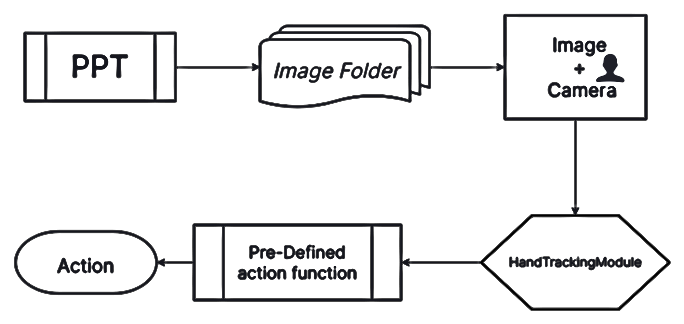 PPT
Image Folder
Image
+
Camera
HandTrackingModule
Pre-Defined
action function
Action